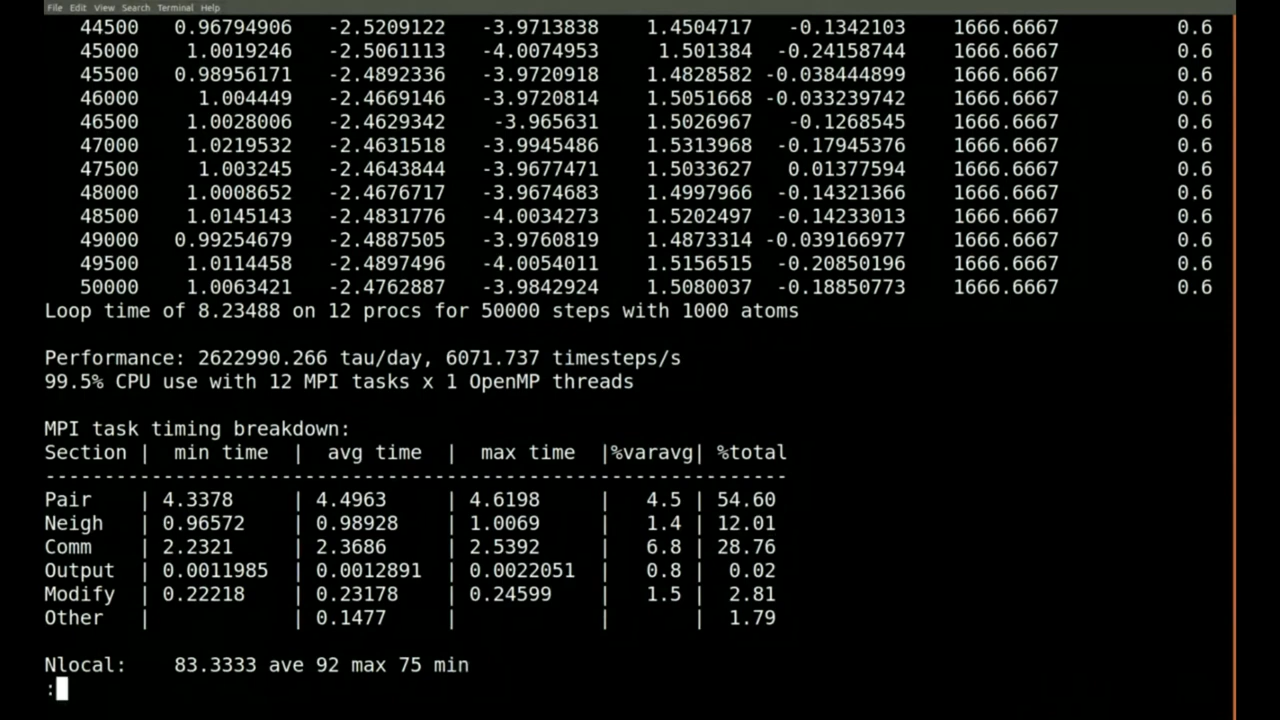 File Edit View Search Terminal Help
44500 0.96794906 -2.5209122 -3.9713838 1.4504717 -0.1342103 1666.6667 0.6
45000 1.0019246 -2.5061113 -4.0074953 1.501384 -0.24158744 1666.6667 0.6
45500 0.98956171 -2.4892336 -3.9720918 1.4828582 -0.038444899 1666.6667 0.6
46000 1.004449 -2.4669146 -3.9720814 1.5051668 -0.033239742 1666.6667 0.6
46500 1.0028006 -2.4629342 -3.965631 1.5026967 -0.1268545 1666.6667 0.6
47000 1.0219532 -2.4631518 -3.9945486 1.5313968 -0.17945376 1666.6667 0.6
47500 1.003245 -2.4643844 -3.9677471 1.5033627 0.01377594 1666.6667 0.6
48000 1.0008652 -2.4676717 -3.9674683 1.4997966 -0.14321366 1666.6667 0.6
48500 1.0145143 -2.4831776 -4.0034273 1.5202497 -0.14233013 1666.6667 0.6
49000 0.99254679 -2.4887505 -3.9760819 1.4873314 -0.039166977 1666.6667 0.6
49500 1.0114458 -2.4897496 -4.0054011 1.5156515 -0.20850196 1666.6667 0.6
50000 1.0063421 -2.4762887 -3.9842924 1.5080037 -0.18850773 1666.6667 0.6
Loop time of 8.23488 on 12 procs for 50000 steps with 1000 atoms
Performance: 2622990.266 tau/day, 6071.737 timesteps/s
99.5% CPU use with 12 MPI tasks x 1 OpenMP threads
MPI task timing breakdown:
Section | min time | avg time | max time |%varavg| %total
---------------------------------------------------------------
Pair | 4.3378 | 4.4963 | 4.6198 | 4.5 | 54.60
Neigh | 0.96572 | 0.98928 | 1.0069 | 1.4 | 12.01
Comm | 2.2321 | 2.3686 | 2.5392 | 6.8 | 28.76
Output | 0.0011985 | 0.0012891 | 0.0022051 | 0.8 | 0.02
Modify | 0.22218 | 0.23178 | 0.24599 | 1.5 | 2.81
Other | | 0.1477 | | | 1.79
Nlocal: 83.3333 ave 92 max 75 min
: